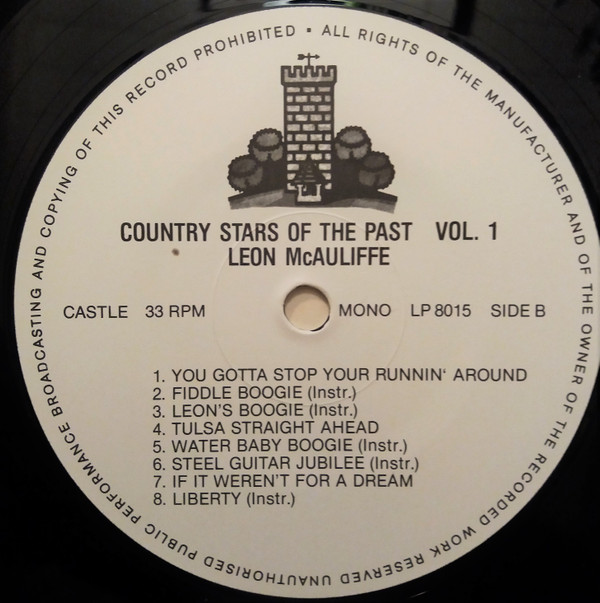 ALL RIGHTS OF THE MANUFACTURER AND OF THE OWNER OF THE RECORDED WORK RESERVED UNAUTHORISED PUBLIC PERFORMANCE BROADCASTING AND COPYING OF THIS RECORD PROHIBITED ·
COUNTRY STARS OF THE PAST VOL. 1
LEON McAULIFFE
CASTLE 33 RPM MONO LP 8015 SIDE B
1. YOU GOTTA STOP YOUR RUNNIN' AROUND
2. FIDDLE BOOGIE (Instr.)
3. LEON'S BOOGIE (Instr.)
4. TULSA STRAIGHT AHEAD
5. WATER BABY BOOGIE (Instr.)
6. STEEL GUITAR JUBILEE (Instr.)
7. IF IT WEREN'T FOR A DREAM
8. LIBERTY (Instr.)